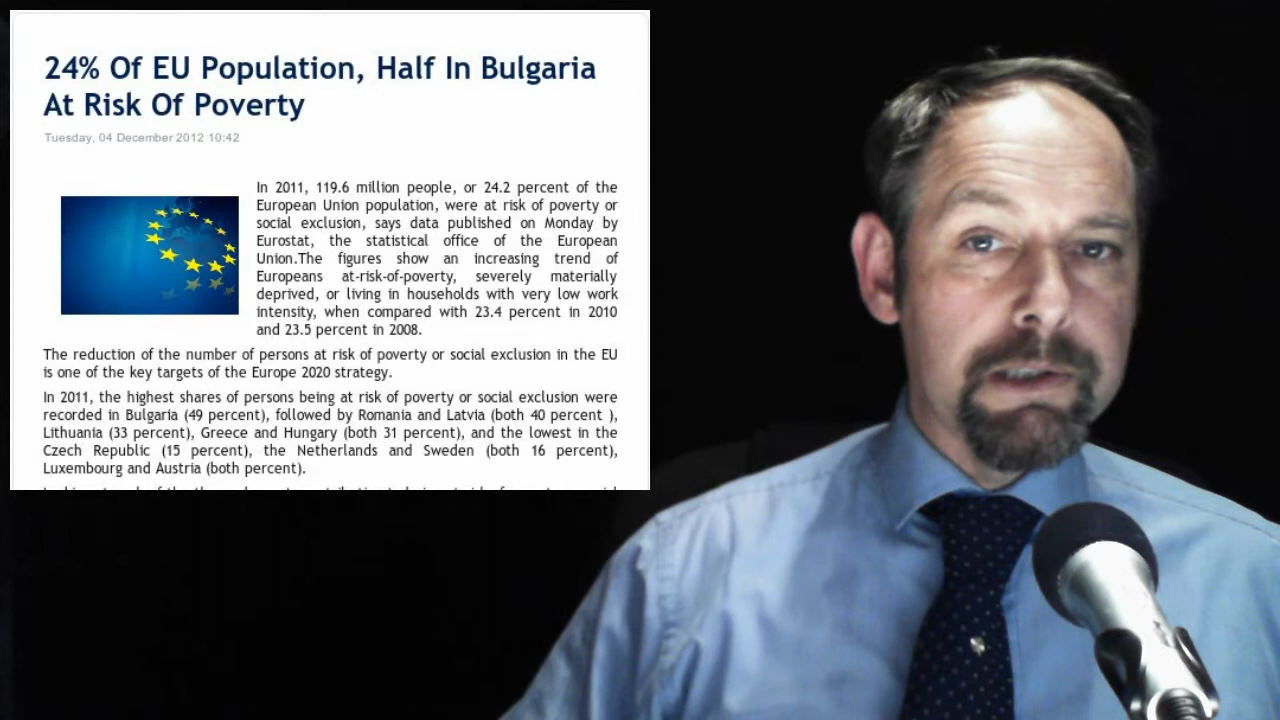 24% Of EU Population, Half In Bulgaria
At Risk Of Poverty
Tuesday, 04 December 2012 10:42
In 2011, 119.6 million people, or 24.2 percent of the
European Union population, were at risk of poverty or
social exclusion, says data published on Monday by
Eurostat, the statistical office of the European
Union.The figures show an increasing trend of
Europeans at-risk-of-poverty, severely materially
deprived, or living in households with very low work
intensity, when compared with 23.4 percent in 2010
and 23.5 percent in 2008.
The reduction of the number of persons at risk of poverty or social exclusion in the EU
is one of the key targets of the Europe 2020 strategy.
In 2011, the highest shares of persons being at risk of poverty or social exclusion were
recorded in Bulgaria (49 percent), followed by Romania and Latvia (both 40 percent ),
Lithuania (33 percent), Greece and Hungary (both 31 percent), and the lowest in the
Czech Republic (15 percent), the Netherlands and Sweden (both 16 percent),
Luxembourg and Austria (both percent).